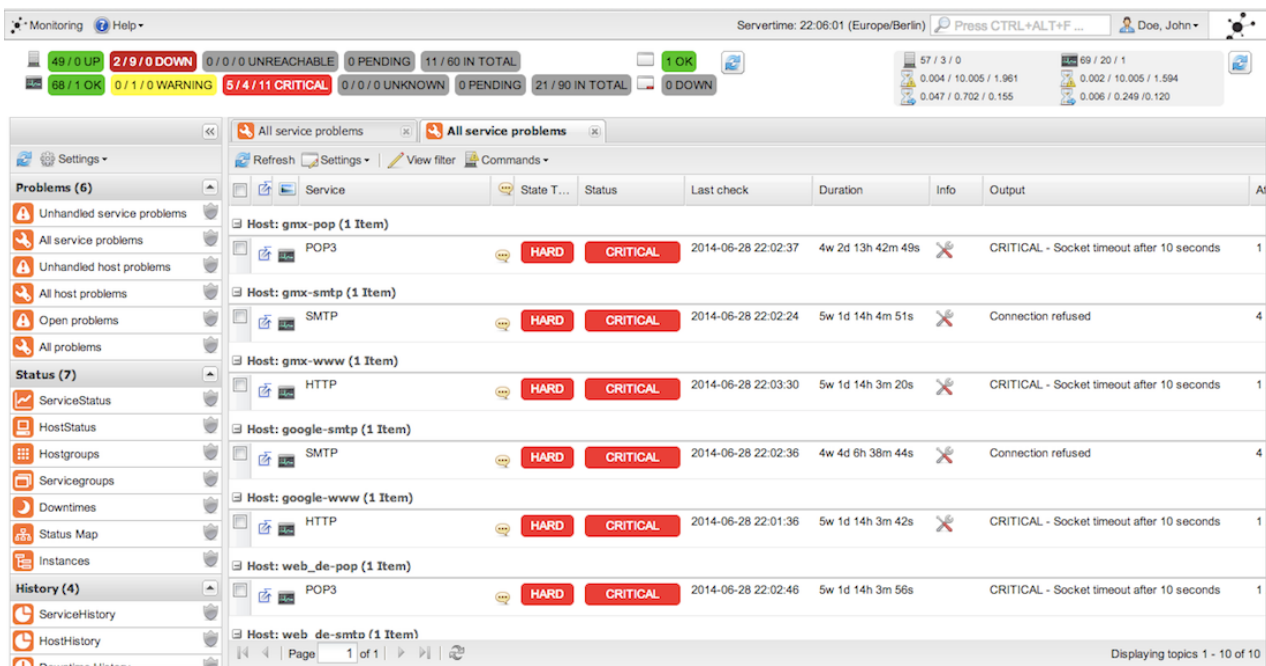 Monitoring Help Servertime: 22:06:01 (Europe/Berlin) Press CTRL+ALT+F ... Doe, John
49 / 0 UP 2 / 9 / 0 DOWN 0 / 0 / 0 UNREACHABLE 0 PENDING 11 / 60 IN TOTAL 1 OK 57 / 3 / 0 69 / 20 / 1
0.004 / 10.005 / 1.961 0.002 / 10.005 / 1.594
68 / 1 OK 0 / 1 / 0 WARNING 5 / 4 / 11 CRITICAL 0 / 0 / 0 UNKNOWN 0 PENDING 21 / 90 IN TOTAL 0 DOWN
0.047 / 0.702 / 0.155 0.006 / 0.249 /0.120
All service problems All service problems
Settings Refresh Settings View filter Commands
Problems (6)
Unhandled service problems
All service problems
Unhandled host problems
All host problems
Open problems
All problems
Status (7)
ServiceStatus
HostStatus
Hostgroups
Servicegroups
Downtimes
Status Map
Instances
History (4)
ServiceHistory
HostHistory
Downtime History
Service State T... Status Last check Duration Info Output
Host: gmx-pop (1 Item)
POP3 HARD CRITICAL 2014-06-28 22:02:37 4w 2d 13h 42m 49s CRITICAL - Socket timeout after 10 seconds 1
Host: gmx-smtp (1 Item)
SMTP HARD CRITICAL 2014-06-28 22:02:24 5w 1d 14h 4m 51s Connection refused 4
Host: gmx-www (1 Item)
HTTP HARD CRITICAL 2014-06-28 22:03:30 5w 1d 14h 3m 20s CRITICAL - Socket timeout after 10 seconds 1
Host: google-smtp (1 Item)
SMTP HARD CRITICAL 2014-06-28 22:02:36 4w 4d 6h 38m 44s Connection refused 4
Host: google-www (1 Item)
HTTP HARD CRITICAL 2014-06-28 22:01:36 5w 1d 14h 3m 42s CRITICAL - Socket timeout after 10 seconds 1
Host: web_de-pop (1 Item)
POP3 HARD CRITICAL 2014-06-28 22:02:46 5w 1d 14h 3m 56s CRITICAL - Socket timeout after 10 seconds 1
Host: web_de-smtp (1 Item)
Page 1 of 1 Displaying topics 1 - 10 of 10